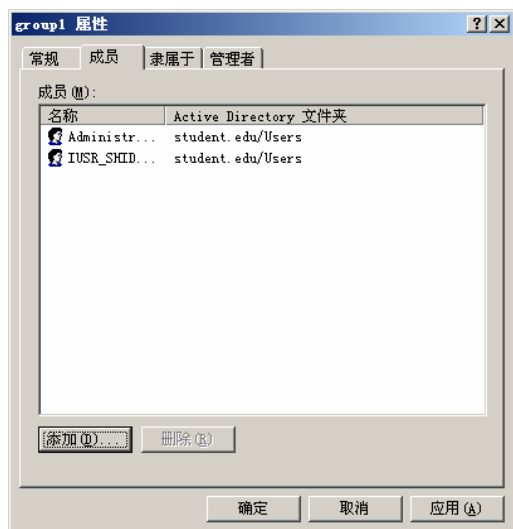 group1 属性
常规 成员 隶属于 管理者
成员(M):
名称 Active Directory 文件夹
Administr... student.edu/Users
IUSR_SHID... student.edu/Users
添加(D)... 删除(R)
确定 取消 应用(A)